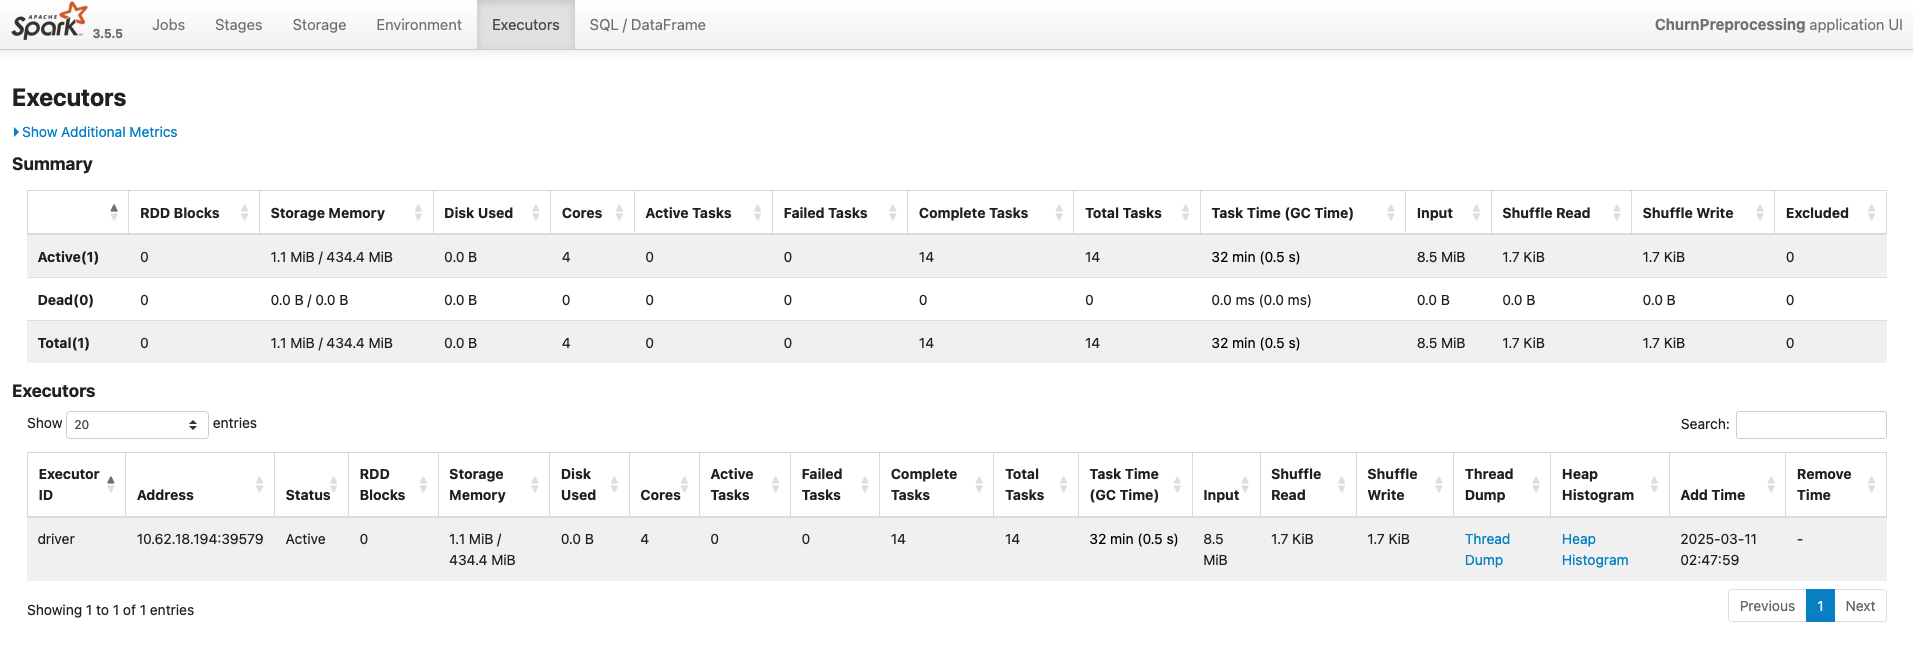 APACHE Spark 3.5.5 Jobs Stages Storage Environment Executors SQL / DataFrame ChurnPreprocessing application UI
Executors
Show Additional Metrics
Summary
RDD Blocks Storage Memory Disk Used Cores Active Tasks Failed Tasks Complete Tasks Total Tasks Task Time (GC Time) Input Shuffle Read Shuffle Write Excluded
Active(1) 0 1.1 MiB / 434.4 MiB 0.0 B 4 0 0 14 14 32 min (0.5 s) 8.5 MiB 1.7 KiB 1.7 KiB 0
Dead(0) 0 0.0 B / 0.0 B 0.0 B 0 0 0 0 0 0.0 ms (0.0 ms) 0.0 B 0.0 B 0.0 B 0
Total(1) 0 1.1 MiB / 434.4 MiB 0.0 B 4 0 0 14 14 32 min (0.5 s) 8.5 MiB 1.7 KiB 1.7 KiB 0
Executors
Show 20 entries Search:
Executor ID Address Status RDD Blocks Storage Memory Disk Used Cores Active Tasks Failed Tasks Complete Tasks Total Tasks Task Time (GC Time) Input Shuffle Read Shuffle Write Thread Dump Heap Histogram Add Time Remove Time
driver 10.62.18.194:39579 Active 0 1.1 MiB / 434.4 MiB 0.0 B 4 0 0 14 14 32 min (0.5 s) 8.5 MiB 1.7 KiB 1.7 KiB Thread Dump Heap Histogram 2025-03-11 02:47:59 -
Showing 1 to 1 of 1 entries Previous 1 Next